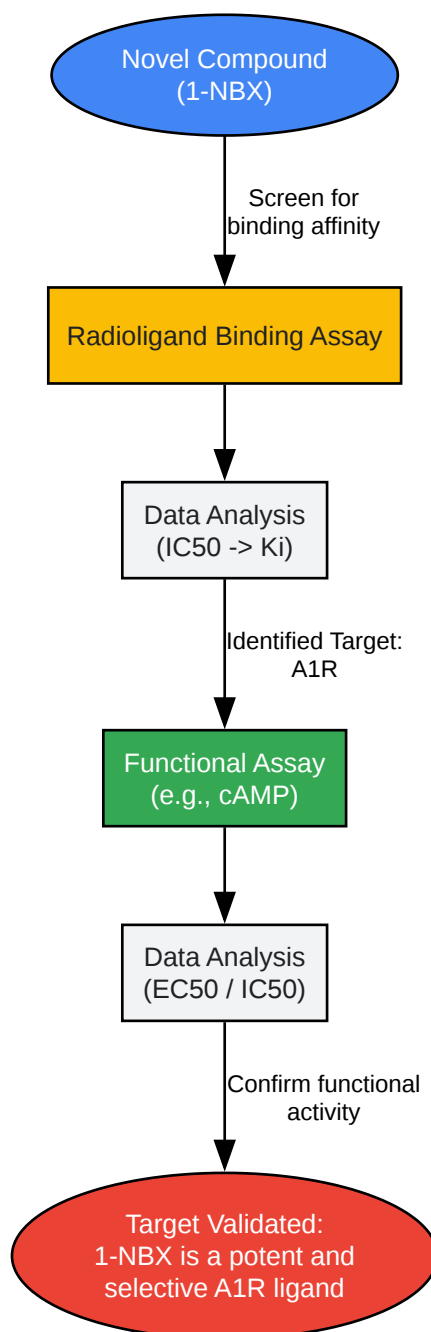 Novel Compound
(1-NBX)
Screen for
binding affinity
Radioligand Binding Assay
Data Analysis
(IC50 -> Ki)
Identified Target:
A1R
Functional Assay
(e.g., cAMP)
Data Analysis
(EC50 / IC50)
Confirm functional
activity
Target Validated:
1-NBX is a potent and
selective A1R ligand